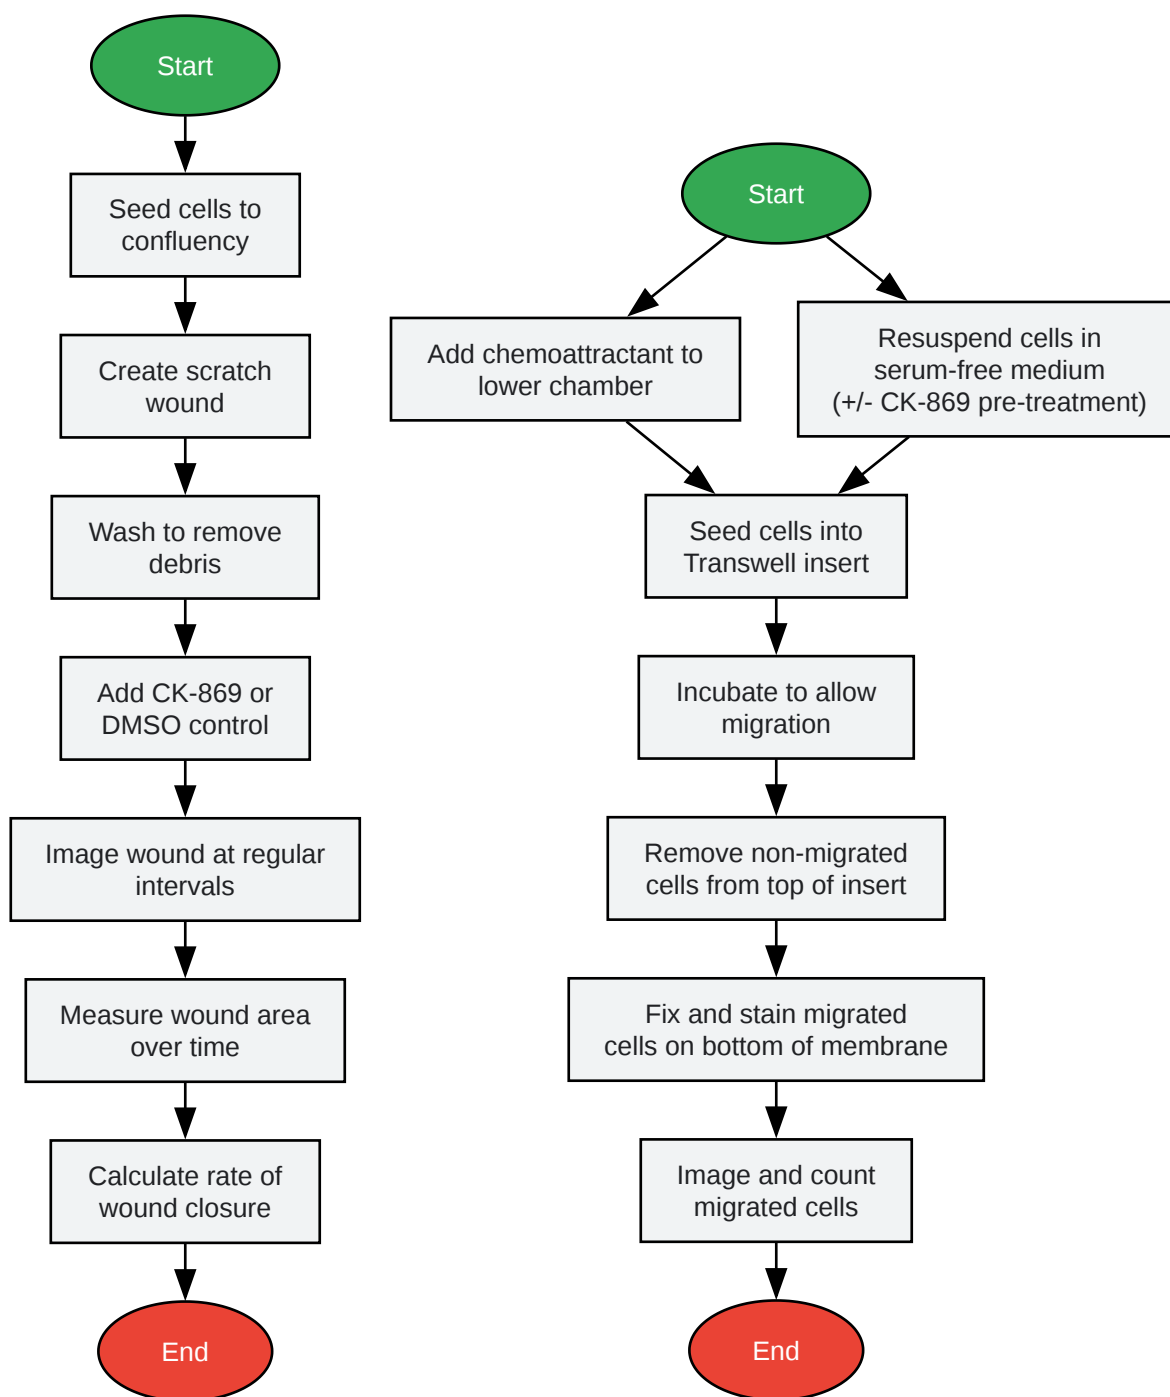 Start
Seed cells to
confluency
Create scratch
wound
Wash to remove
debris
Add CK-869 or
DMSO control
Image wound at regular
intervals
Measure wound area
over time
Calculate rate of
wound closure
End
Start
Add chemoattractant to
lower chamber
Resuspend cells in
serum-free medium
(+/- CK-869 pre-treatment)
Seed cells into
Transwell insert
Incubate to allow
migration
Remove non-migrated
cells from top of insert
Fix and stain migrated
cells on bottom of membrane
Image and count
migrated cells
End